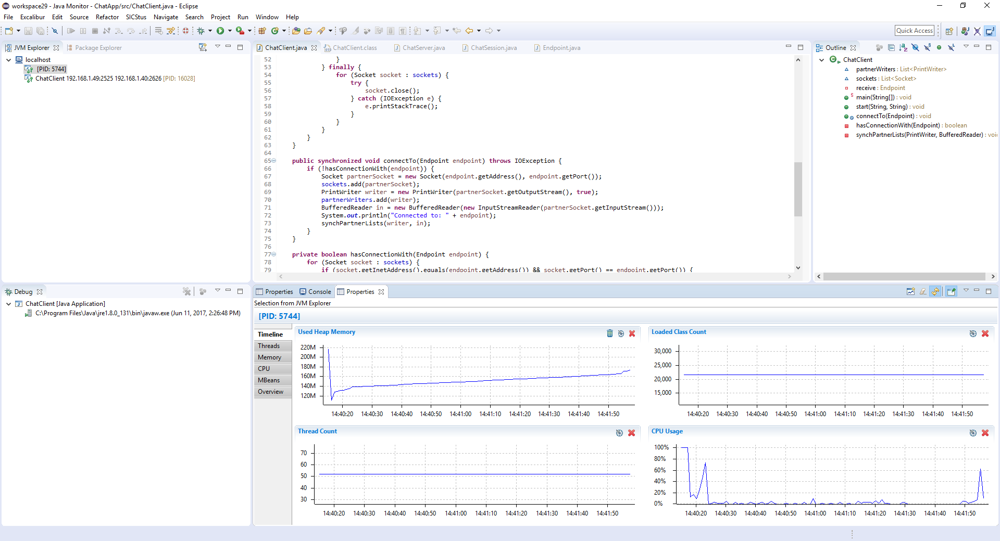 workspace29 - Java Monitor - ChatApp/src/ChatClient.java - Eclipse
File Excalibur Edit Source Refactor SICStus Navigate Search Project Run Window Help
Quick Access
JVM Explorer Package Explorer
localhost
[PID: 5744]
ChatClient 192.168.1.49:2525 192.168.1.40:2626 [PID: 16028]
ChatClient.java ChatClient.class ChatServer.java ChatSession.java Endpoint.java
52 }
53 } finally {
54 for (Socket socket : sockets) {
55 try {
56 socket.close();
57 } catch (IOException e) {
58 e.printStackTrace();
59 }
60 }
61 }
62 }
63 }
64
65 public synchronized void connectTo(Endpoint endpoint) throws IOException {
66 if (!hasConnectionWith(endpoint)) {
67 Socket partnerSocket = new Socket(endpoint.getAddress(), endpoint.getPort());
68 sockets.add(partnerSocket);
69 PrintWriter writer = new PrintWriter(partnerSocket.getOutputStream(), true);
70 partnerWriters.add(writer);
71 BufferedReader in = new BufferedReader(new InputStreamReader(partnerSocket.getInputStream()));
72 System.out.println("Connected to: " + endpoint);
73 synchPartnerLists(writer, in);
74 }
75 }
76
77 private boolean hasConnectionWith(Endpoint endpoint) {
78 for (Socket socket : sockets) {
79 if (socket.getInetAddress().equals(endpoint.getAddress()) && socket.getPort() == endpoint.getPort()) {
Outline
ChatClient
partnerWriters : List<PrintWriter>
sockets : List<Socket>
receive : Endpoint
main(String[]) : void
start(String, String) : void
connectTo(Endpoint) : void
hasConnectionWith(Endpoint) : boolean
synchPartnerLists(PrintWriter, BufferedReader) : voi
Debug
ChatClient [Java Application]
C:\Program Files\Java\jre1.8.0_131\bin\javaw.exe (Jun 11, 2017, 2:26:48 PM)
Properties Console Properties
Selection from JVM Explorer
[PID: 5744]
Timeline
Threads
Memory
CPU
MBeans
Overview
Used Heap Memory
220M
200M
180M
160M
140M
120M
14:40:20 14:40:30 14:40:40 14:40:50 14:41:00 14:41:10 14:41:20 14:41:30 14:41:40 14:41:50
Loaded Class Count
30,000
25,000
20,000
15,000
14:40:20 14:40:30 14:40:40 14:40:50 14:41:00 14:41:10 14:41:20 14:41:30 14:41:40 14:41:50
Thread Count
70
60
50
40
30
14:40:20 14:40:30 14:40:40 14:40:50 14:41:00 14:41:10 14:41:20 14:41:30 14:41:40 14:41:50
CPU Usage
100%
80%
60%
40%
20%
0%
14:40:20 14:40:30 14:40:40 14:40:50 14:41:00 14:41:10 14:41:20 14:41:30 14:41:40 14:41:50